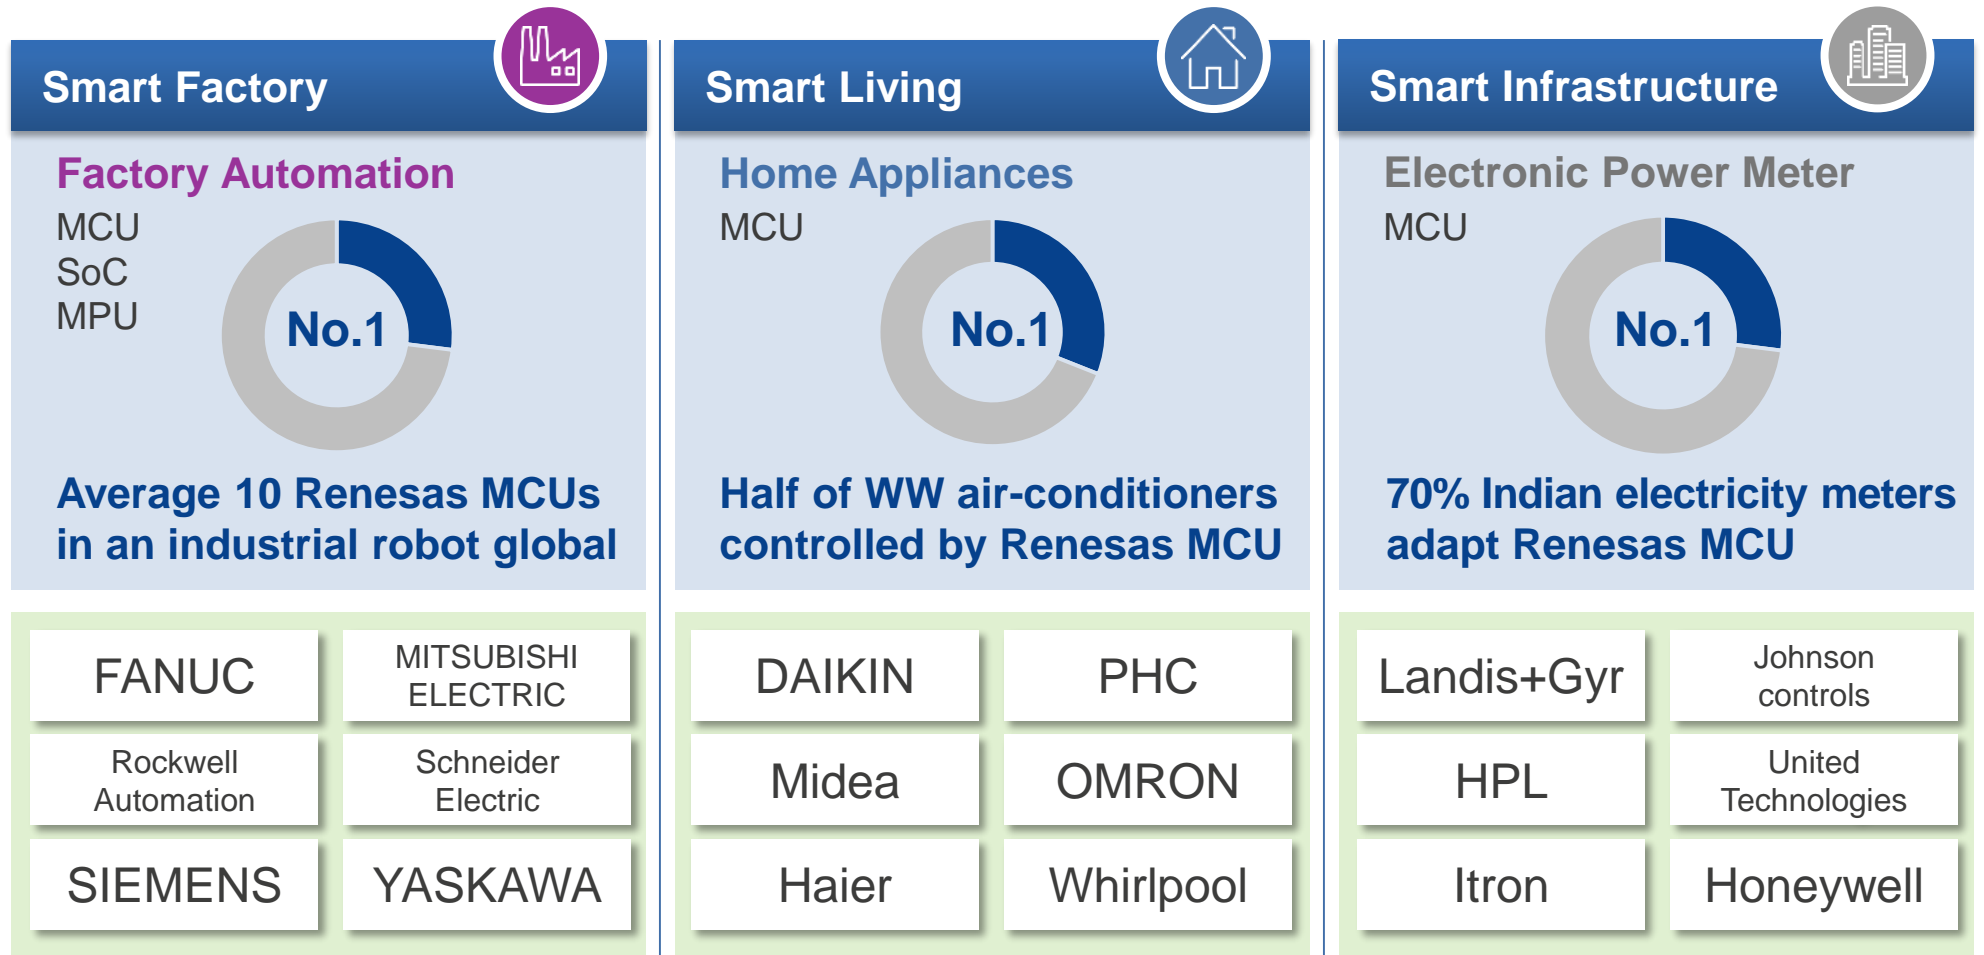 Smart Factory
Factory Automation
MCU
SoC
MPU
No.1
Average 10 Renesas MCUs
in an industrial robot global
FANUC
MITSUBISHI
ELECTRIC
Rockwell
Automation
Schneider
Electric
SIEMENS
YASKAWA
Smart Living
Home Appliances
MCU
No.1
Half of WW air-conditioners
controlled by Renesas MCU
DAIKIN
PHC
Midea
OMRON
Haier
Whirlpool
Smart Infrastructure
Electronic Power Meter
MCU
No.1
70% Indian electricity meters
adapt Renesas MCU
Landis+Gyr
Johnson
controls
HPL
United
Technologies
Itron
Honeywell